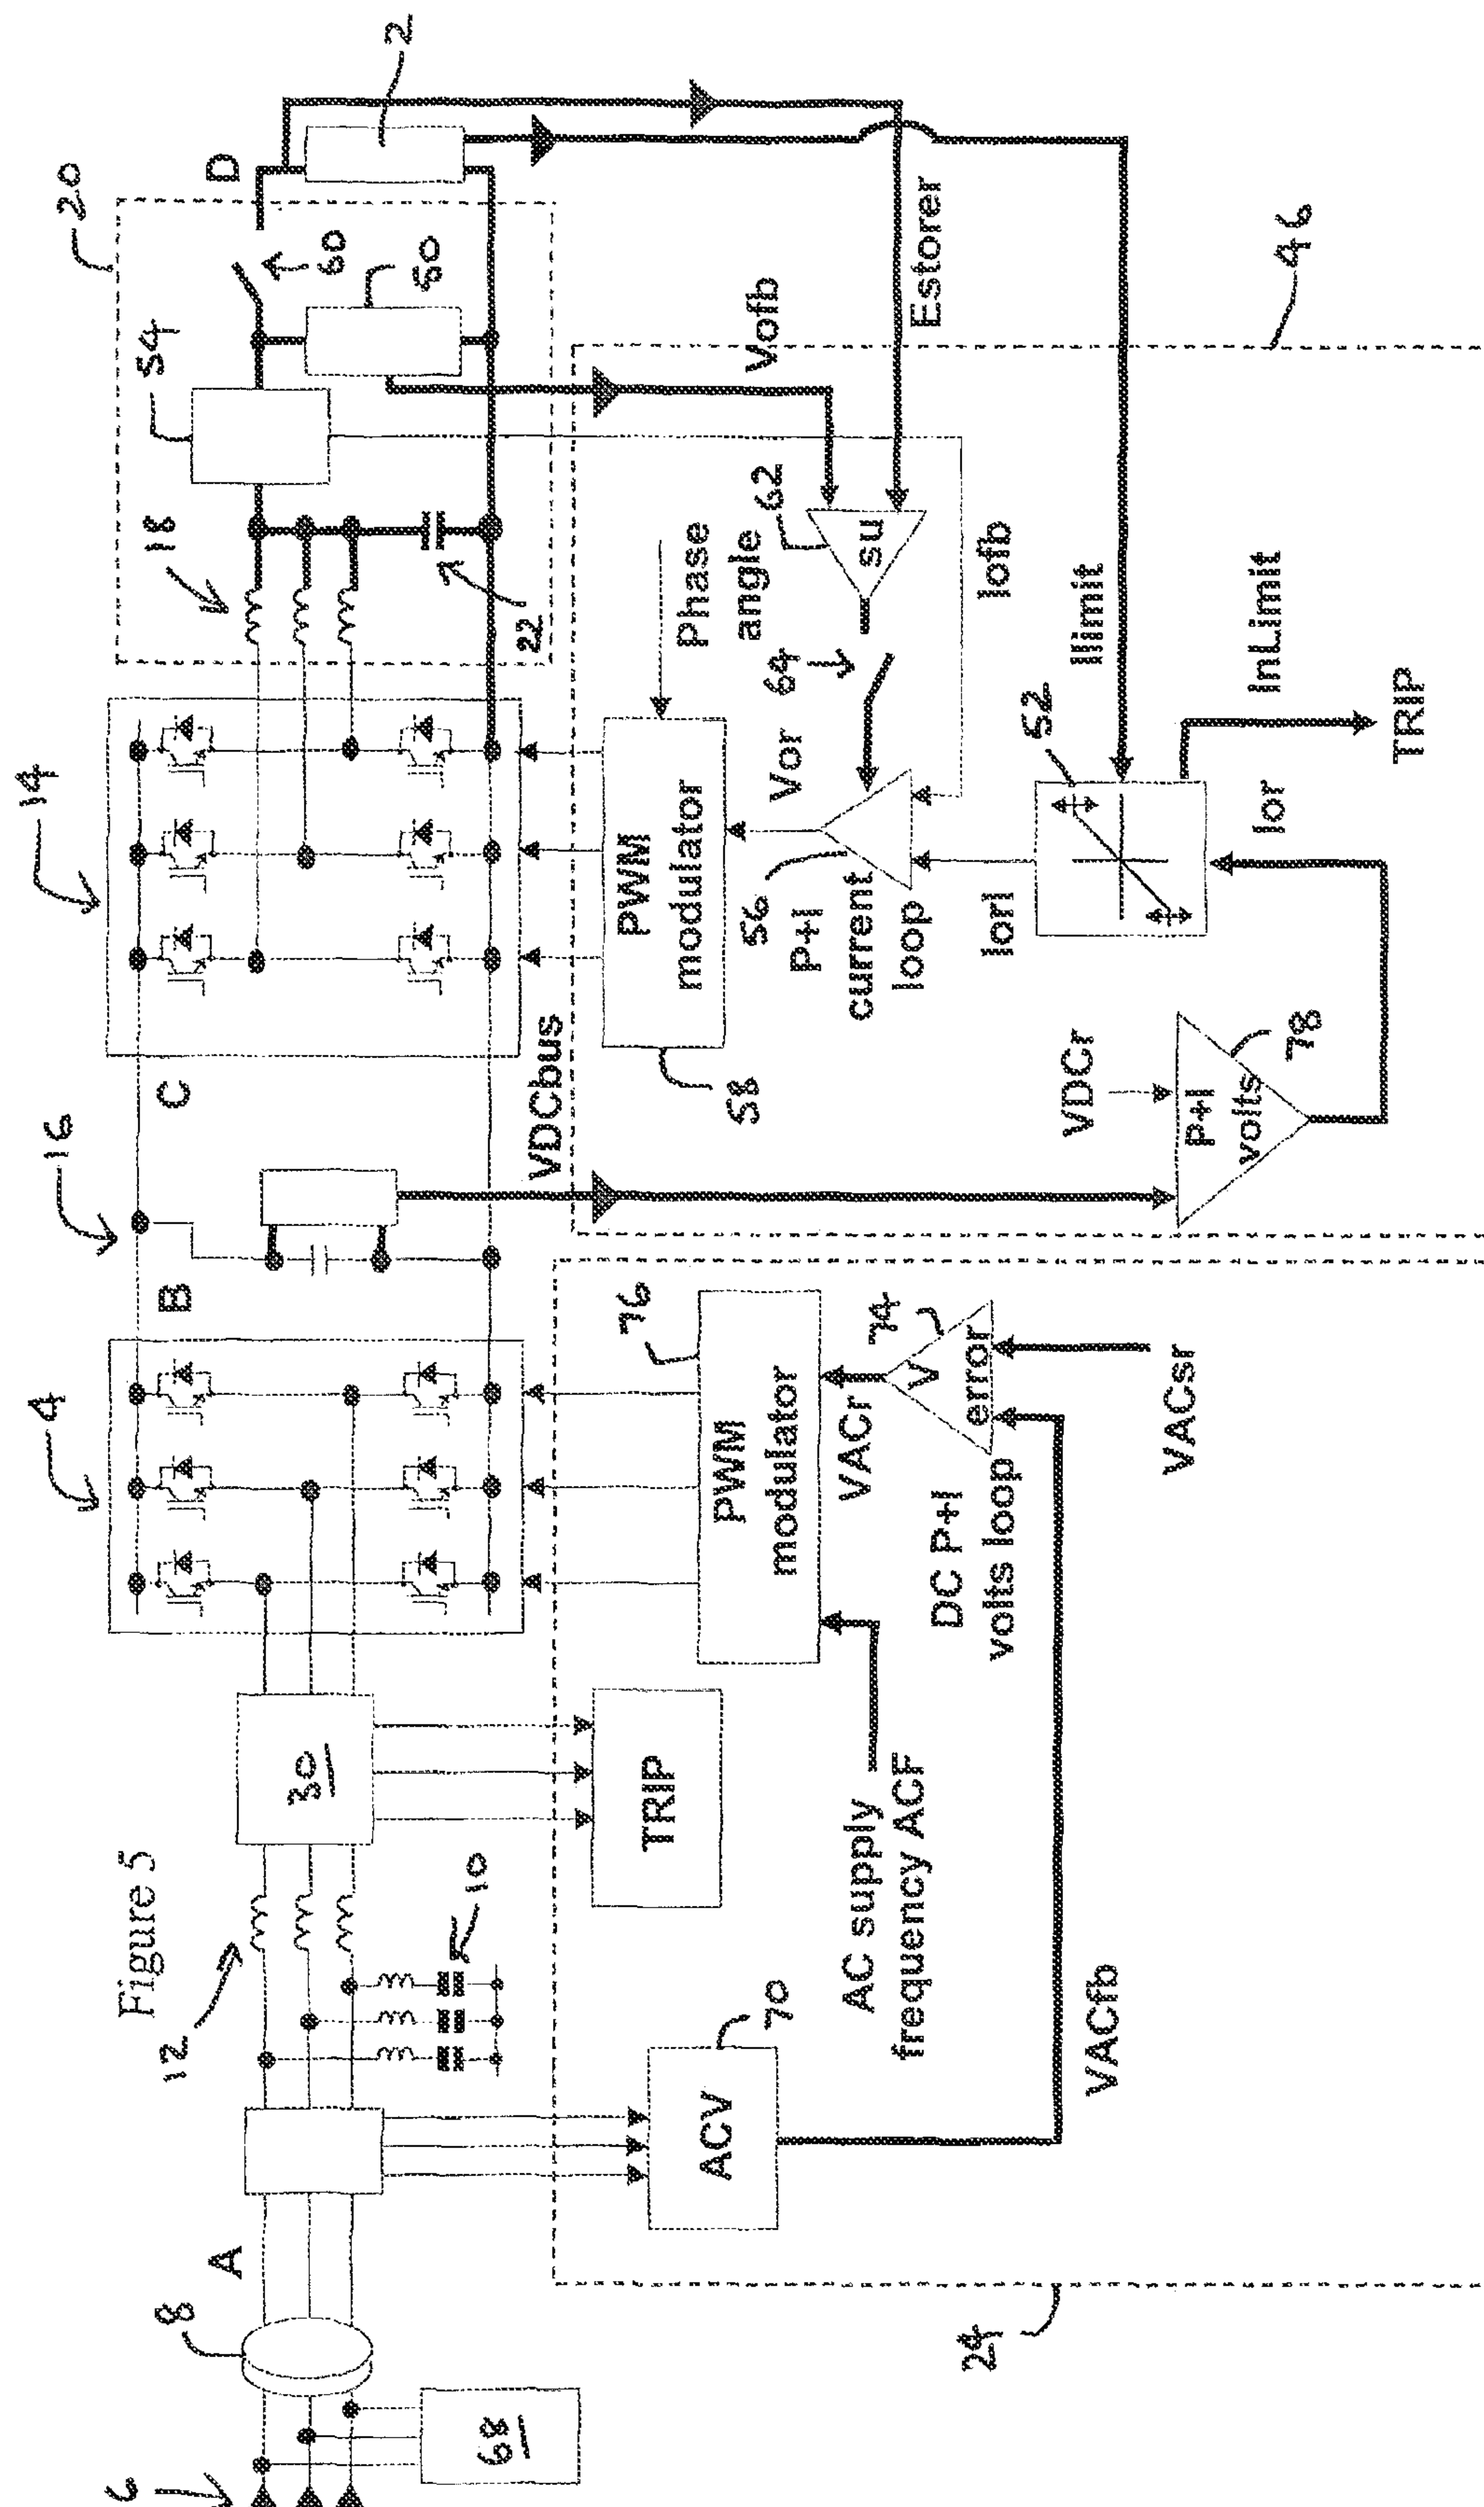 Figure 5
6
8
A
12
10
30
4
B
16
C
14
18
20
54
D
2
60
50
22
68
ACV
70
TRIP
AC supply
frequency ACF
PWM
modulator
76
VACr
V
error
74
DC P+I
volts loop
VACfb
VACsr
24
VDCbus
PWM
modulator
58
Phase
angle
Vor
64
62
su
56
P+I
current
loop
Iofb
Vofb
Estorer
46
Iorl
52
Illimit
InLimit
TRIP
Ior
VDCr
P+I
volts
78